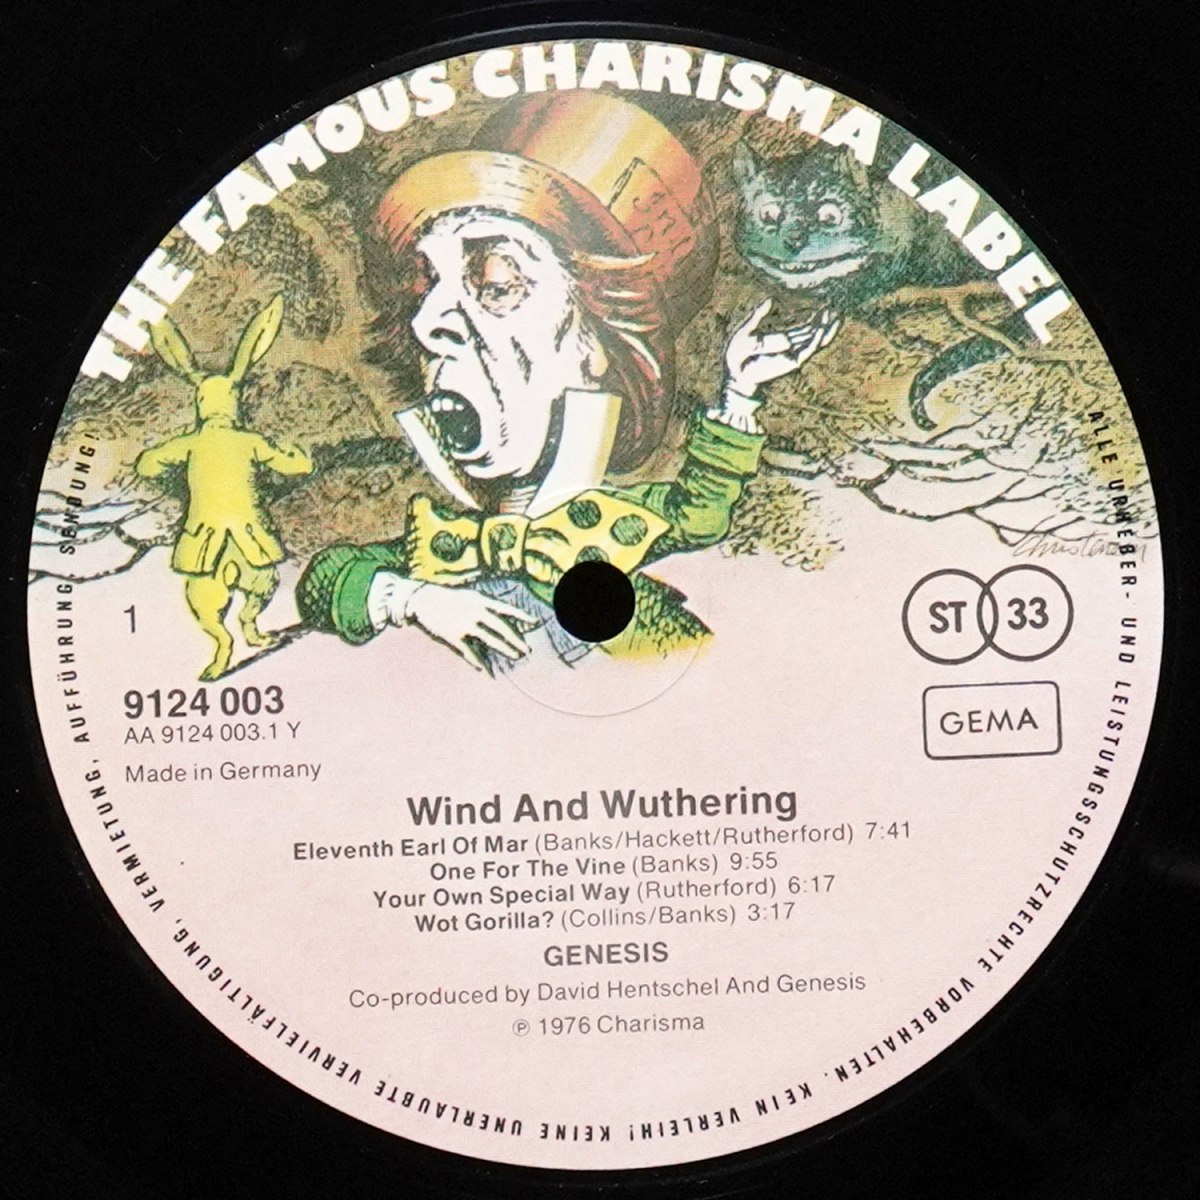 THE FAMOUS CHARISMA LABEL
1
9124 003
AA 9124 003.1 Y
Made in Germany
ST 33
GEMA
Wind And Wuthering
Eleventh Earl Of Mar (Banks/Hackett/Rutherford) 7:41
One For The Vine (Banks) 9:55
Your Own Special Way (Rutherford) 6:17
Wot Gorilla? (Collins/Banks) 3:17
GENESIS
Co-produced by David Hentschel And Genesis
℗ 1976 Charisma
ALLE URHEBER- UND LEISTUNGSSCHUTZRECHTE VORBEHALTEN. KEIN VERLEIH! KEINE UNERLAUBTE VERVIELFÄLTIGUNG, VERMIETUNG, AUFFÜHRUNG SENDUNG!